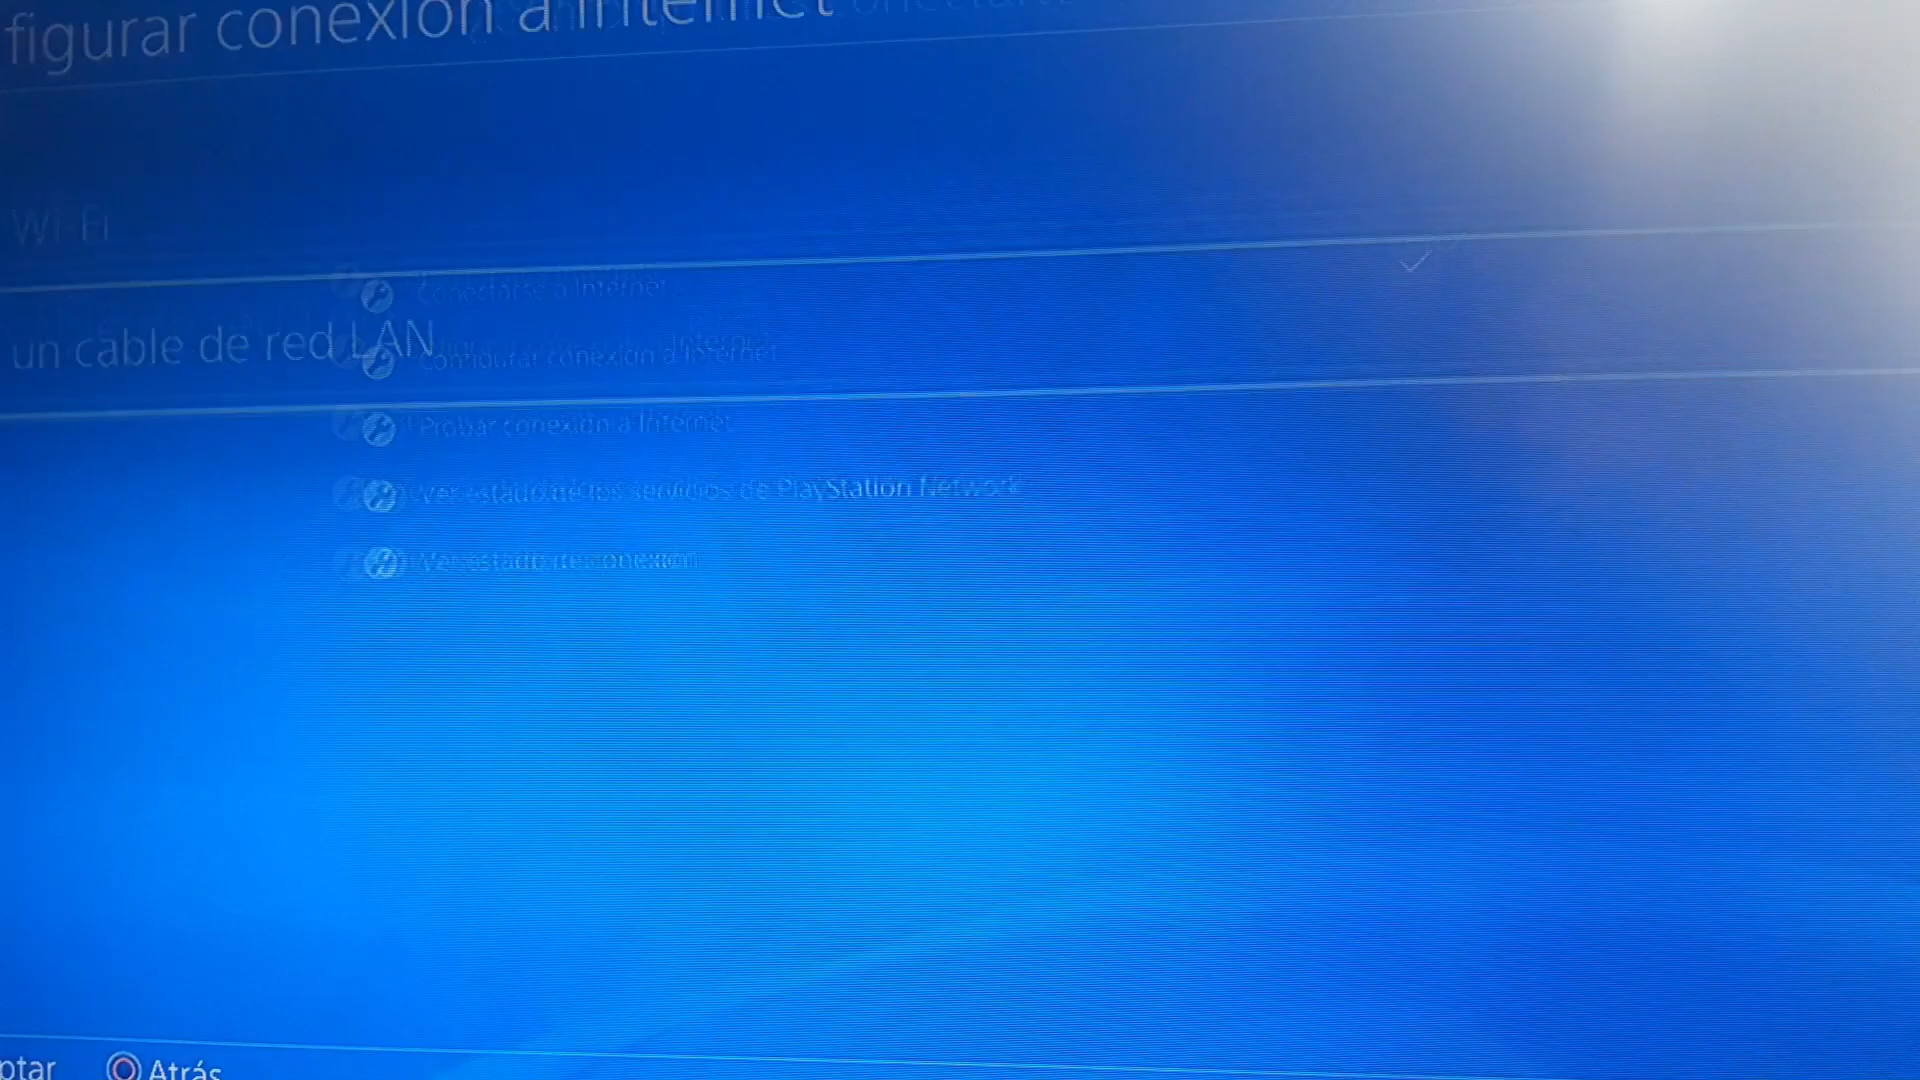 figurar conexión a Internet
Wi-Fi
Conectarse a Internet
un cable de red LAN
Configurar conexión a Internet
Probar conexión a Internet
Ver estado de los servicios de PlayStation Network
Ver estado de conexión
ptar Atrás